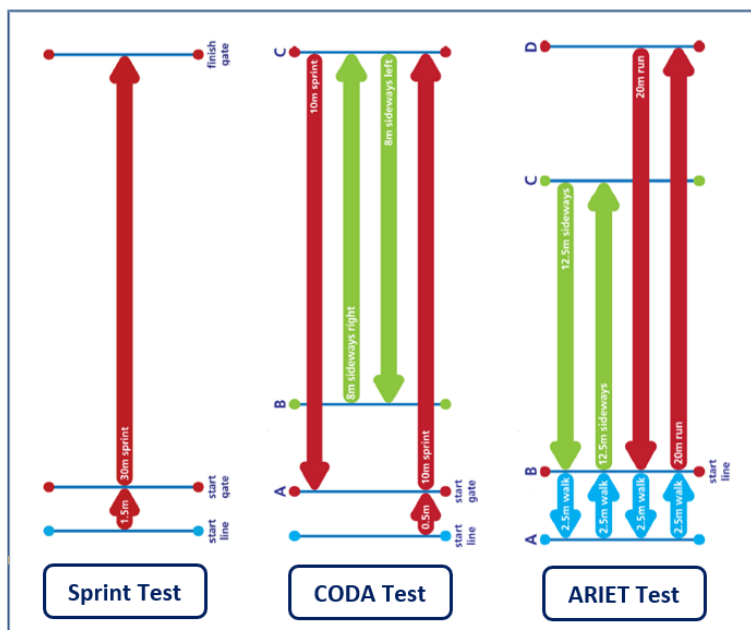 finish
gate
30m sprint
start
gate
1.5m
start
line
Sprint Test
C
10m sprint
8m sideways right
8m sideways left
B
A
10m sprint
start
gate
0.5m
start
line
CODA Test
D
20m run
C
12.5m sideways
12.5m sideways
20m run
B
start
line
2.5m walk
2.5m walk
2.5m walk
2.5m walk
A
ARIET Test